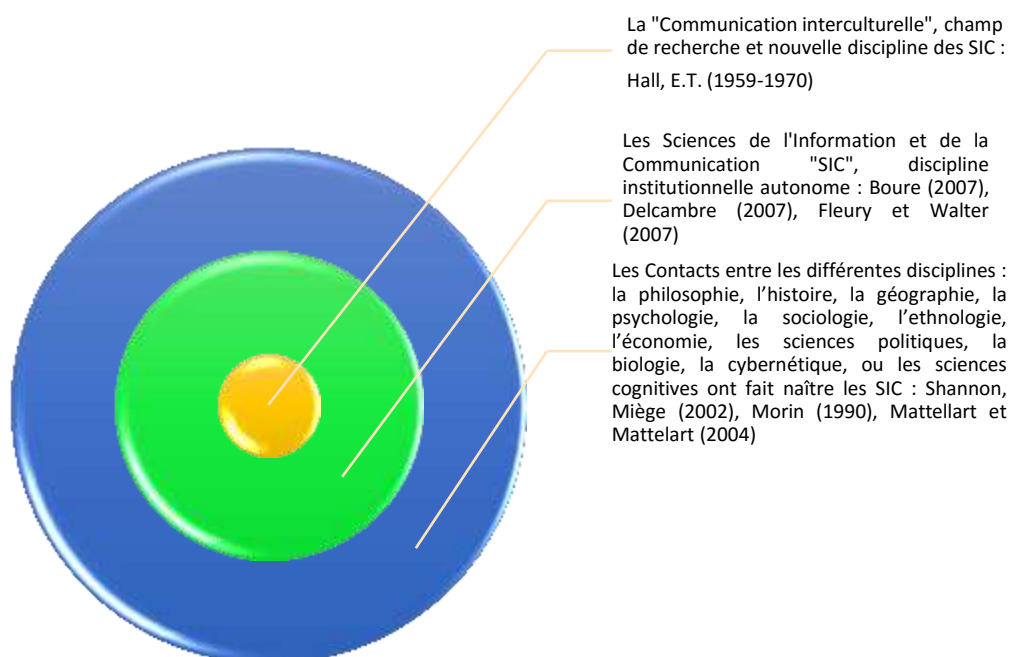 La "Communication interculturelle", champ
de recherche et nouvelle discipline des SIC :
Hall, E.T. (1959-1970)
Les Sciences de l'Information et de la
Communication "SIC", discipline
institutionnelle autonome : Boure (2007),
Delcambre (2007), Fleury et Walter
(2007)
Les Contacts entre les différentes disciplines :
la philosophie, l’histoire, la géographie, la
psychologie, la sociologie, l’ethnologie,
l’économie, les sciences politiques, la
biologie, la cybernétique, ou les sciences
cognitives ont fait naître les SIC : Shannon,
Miège (2002), Morin (1990), Mattellart et
Mattelart (2004)